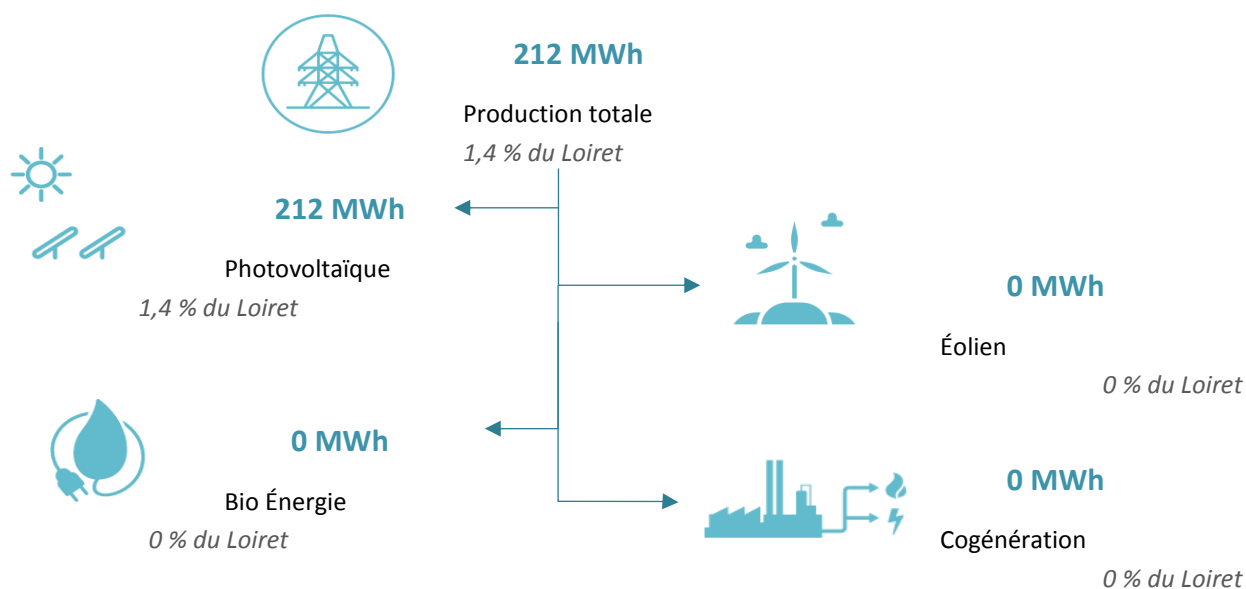 212 MWh
Production totale
1,4 % du Loiret
212 MWh
Photovoltaïque
1,4 % du Loiret
0 MWh
Éolien
0 % du Loiret
0 MWh
Bio Énergie
0 % du Loiret
0 MWh
Cogénération
0 % du Loiret